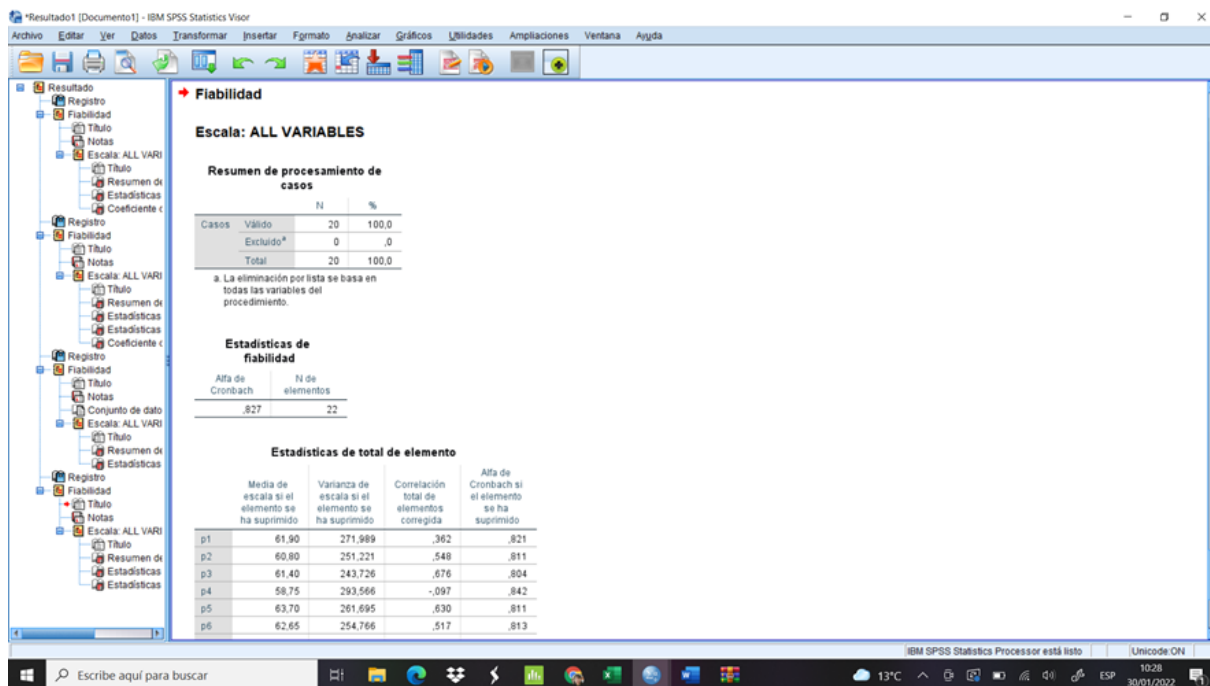 *Resultado1 [Documento1] - IBM SPSS Statistics Visor
Archivo Editar Ver Datos Transformar Insertar Formato Analizar Gráficos Utilidades Ampliaciones Ventana Ayuda
Resultado
Registro
Fiabilidad
Título
Notas
Escala: ALL VARI
Título
Resumen de
Estadísticas
Coeficiente c
Registro
Fiabilidad
Título
Notas
Escala: ALL VARI
Título
Resumen de
Estadísticas
Estadísticas
Coeficiente c
Registro
Fiabilidad
Título
Notas
Conjunto de dato
Escala: ALL VARI
Título
Resumen de
Estadísticas
Registro
Fiabilidad
Título
Notas
Escala: ALL VARI
Título
Resumen de
Estadísticas
Estadísticas
Fiabilidad
Escala: ALL VARIABLES
Resumen de procesamiento de
casos
N %
Casos Válido 20 100,0
Excluido a 0 ,0
Total 20 100,0
a. La eliminación por lista se basa en
todas las variables del
procedimiento.
Estadísticas de
fiabilidad
Alfa de N de
Cronbach elementos
,827 22
Estadísticas de total de elemento
Alfa de
Media de Varianza de Correlación Cronbach si
escala si el escala si el total de el elemento
elemento se elemento se elementos se ha
ha suprimido ha suprimido corregida suprimido
p1 61,90 271,989 ,362 ,821
p2 60,80 251,221 ,548 ,811
p3 61,40 243,726 ,676 ,804
p4 58,75 293,566 -,097 ,842
p5 63,70 261,695 ,630 ,811
p6 62,65 254,766 ,517 ,813
IBM SPSS Statistics Processor está listo Unicode:ON
Escribe aquí para buscar 13°C ESP 10:28
30/01/2022